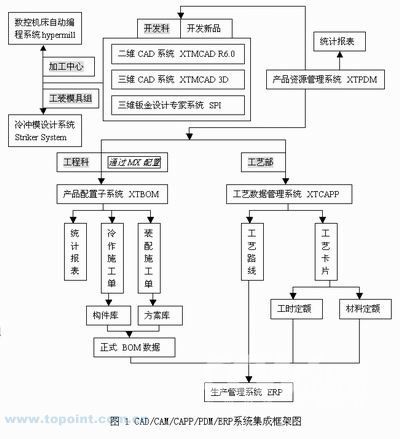 数控机床自动编
程系统 hypermill
加工中心
工装模具组
冷冲模设计系统
Striker System
开发科
开发新品
二维 CAD 系统 XTMCAD R6.0
三维 CAD 系统 XTMCAD 3D
三维钣金设计专家系统 SPI
统计报表
产品资源管理系统 XTPDM
工程科
通过MX配置
工艺部
产品配置子系统 XTBOM
工艺数据管理系统 XTCAPP
统计报表
冷作施工单
装配施工单
工艺路线
工艺卡片
构件库
方案库
工时定额
材料定额
正式 BOM 数据
生产管理系统 ERP
www.topoint.com.cn
图 1 CAD/CAM/CAPP/PDM/ERP系统集成框架图